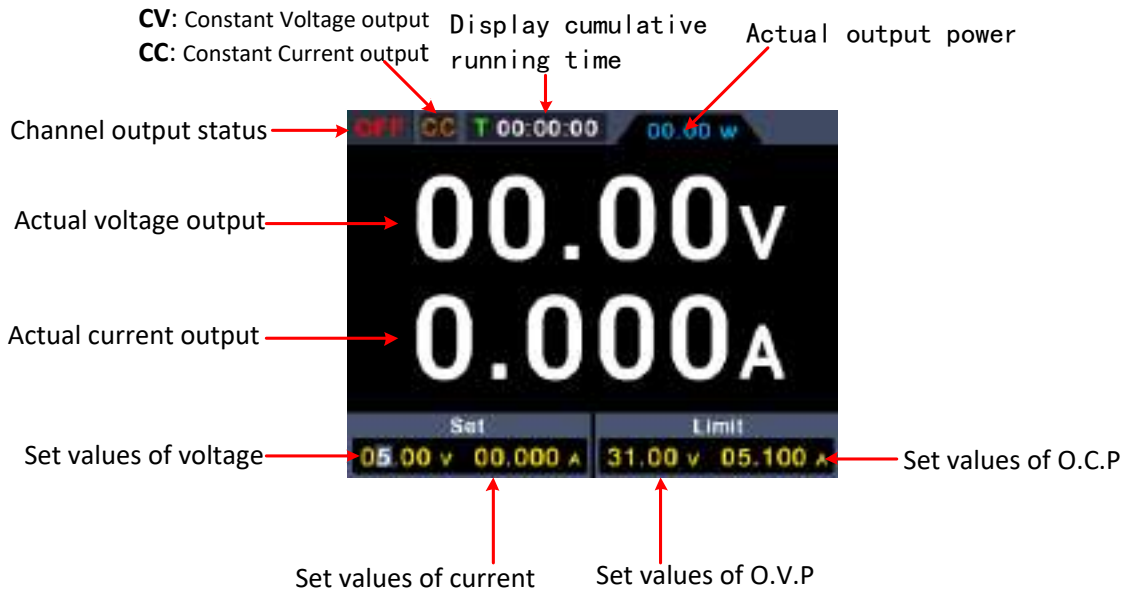 CV: Constant Voltage output
CC: Constant Current output
Display cumulative
running time
Actual output power
Channel output status
OFF CC T 00:00:00 00.00 W
Actual voltage output
00.00V
Actual current output
0.000A
Set Limit
Set values of voltage
05.00 V 00.000 A 31.00 V 05.100 A
Set values of O.C.P
Set values of current
Set values of O.V.P